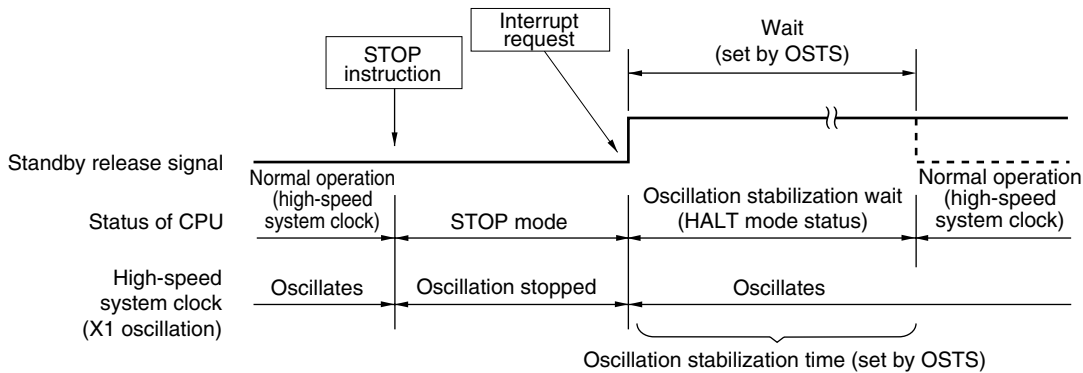 Interrupt
request
Wait
(set by OSTS)
STOP
instruction
Standby release signal
Normal operation
(high-speed
system clock)
Oscillation stabilization wait
(HALT mode status)
Normal operation
(high-speed
system clock)
Status of CPU
STOP mode
High-speed
system clock
(X1 oscillation)
Oscillates
Oscillation stopped
Oscillates
Oscillation stabilization time (set by OSTS)